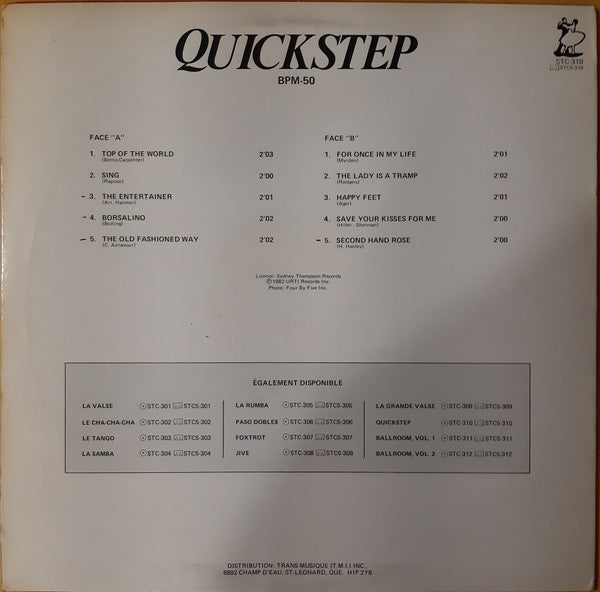 QUICKSTEP
BPM-50
STC 310
STC5-310
FACE "A"
1. TOP OF THE WORLD 2'03
(Bettis-Carpenter)
2. SING 2'00
(Raposo)
3. THE ENTERTAINER 2'01
(Arr. Hanmer)
4. BORSALINO 2'02
(Bolling)
5. THE OLD FASHIONED WAY 2'02
(C. Aznavour)
FACE "B"
1. FOR ONCE IN MY LIFE 2'01
2. THE LADY IS A TRAMP 2'02
(Rodgers)
3. HAPPY FEET 2'01
(Ager)
4. SAVE YOUR KISSES FOR ME 2'00
(Hiller - Sherman)
5. SECOND HAND ROSE 2'00
(H. Hanley)
Licence: Sydney Thompson Records
Ⓟ1982 URTI Records Inc.
Photo: Four By Five Inc.
ÉGALEMENT DISPONIBLE
LA VALSE STC-301 STC5-301
LE CHA-CHA-CHA STC-302 STC5-302
LE TANGO STC-303 STC5-303
LA SAMBA STC-304 STC5-304
LA RUMBA STC-305 STC5-305
PASO DOBLES STC-306 STC5-306
FOXTROT STC-307 STC5-307
JIVE STC-308 STC5-308
LA GRANDE VALSE STC-309 STC5-309
QUICKSTEP STC-310 STC5-310
BALLROOM, VOL. 1 STC-311 STC5-311
BALLROOM, VOL. 2 STC-312 STC5-312
DISTRIBUTION: TRANS-MUSIQUE (T.M.I.) INC.,
8892 CHAMP D'EAU, ST-LEONARD, QUE. H1P 2Y8